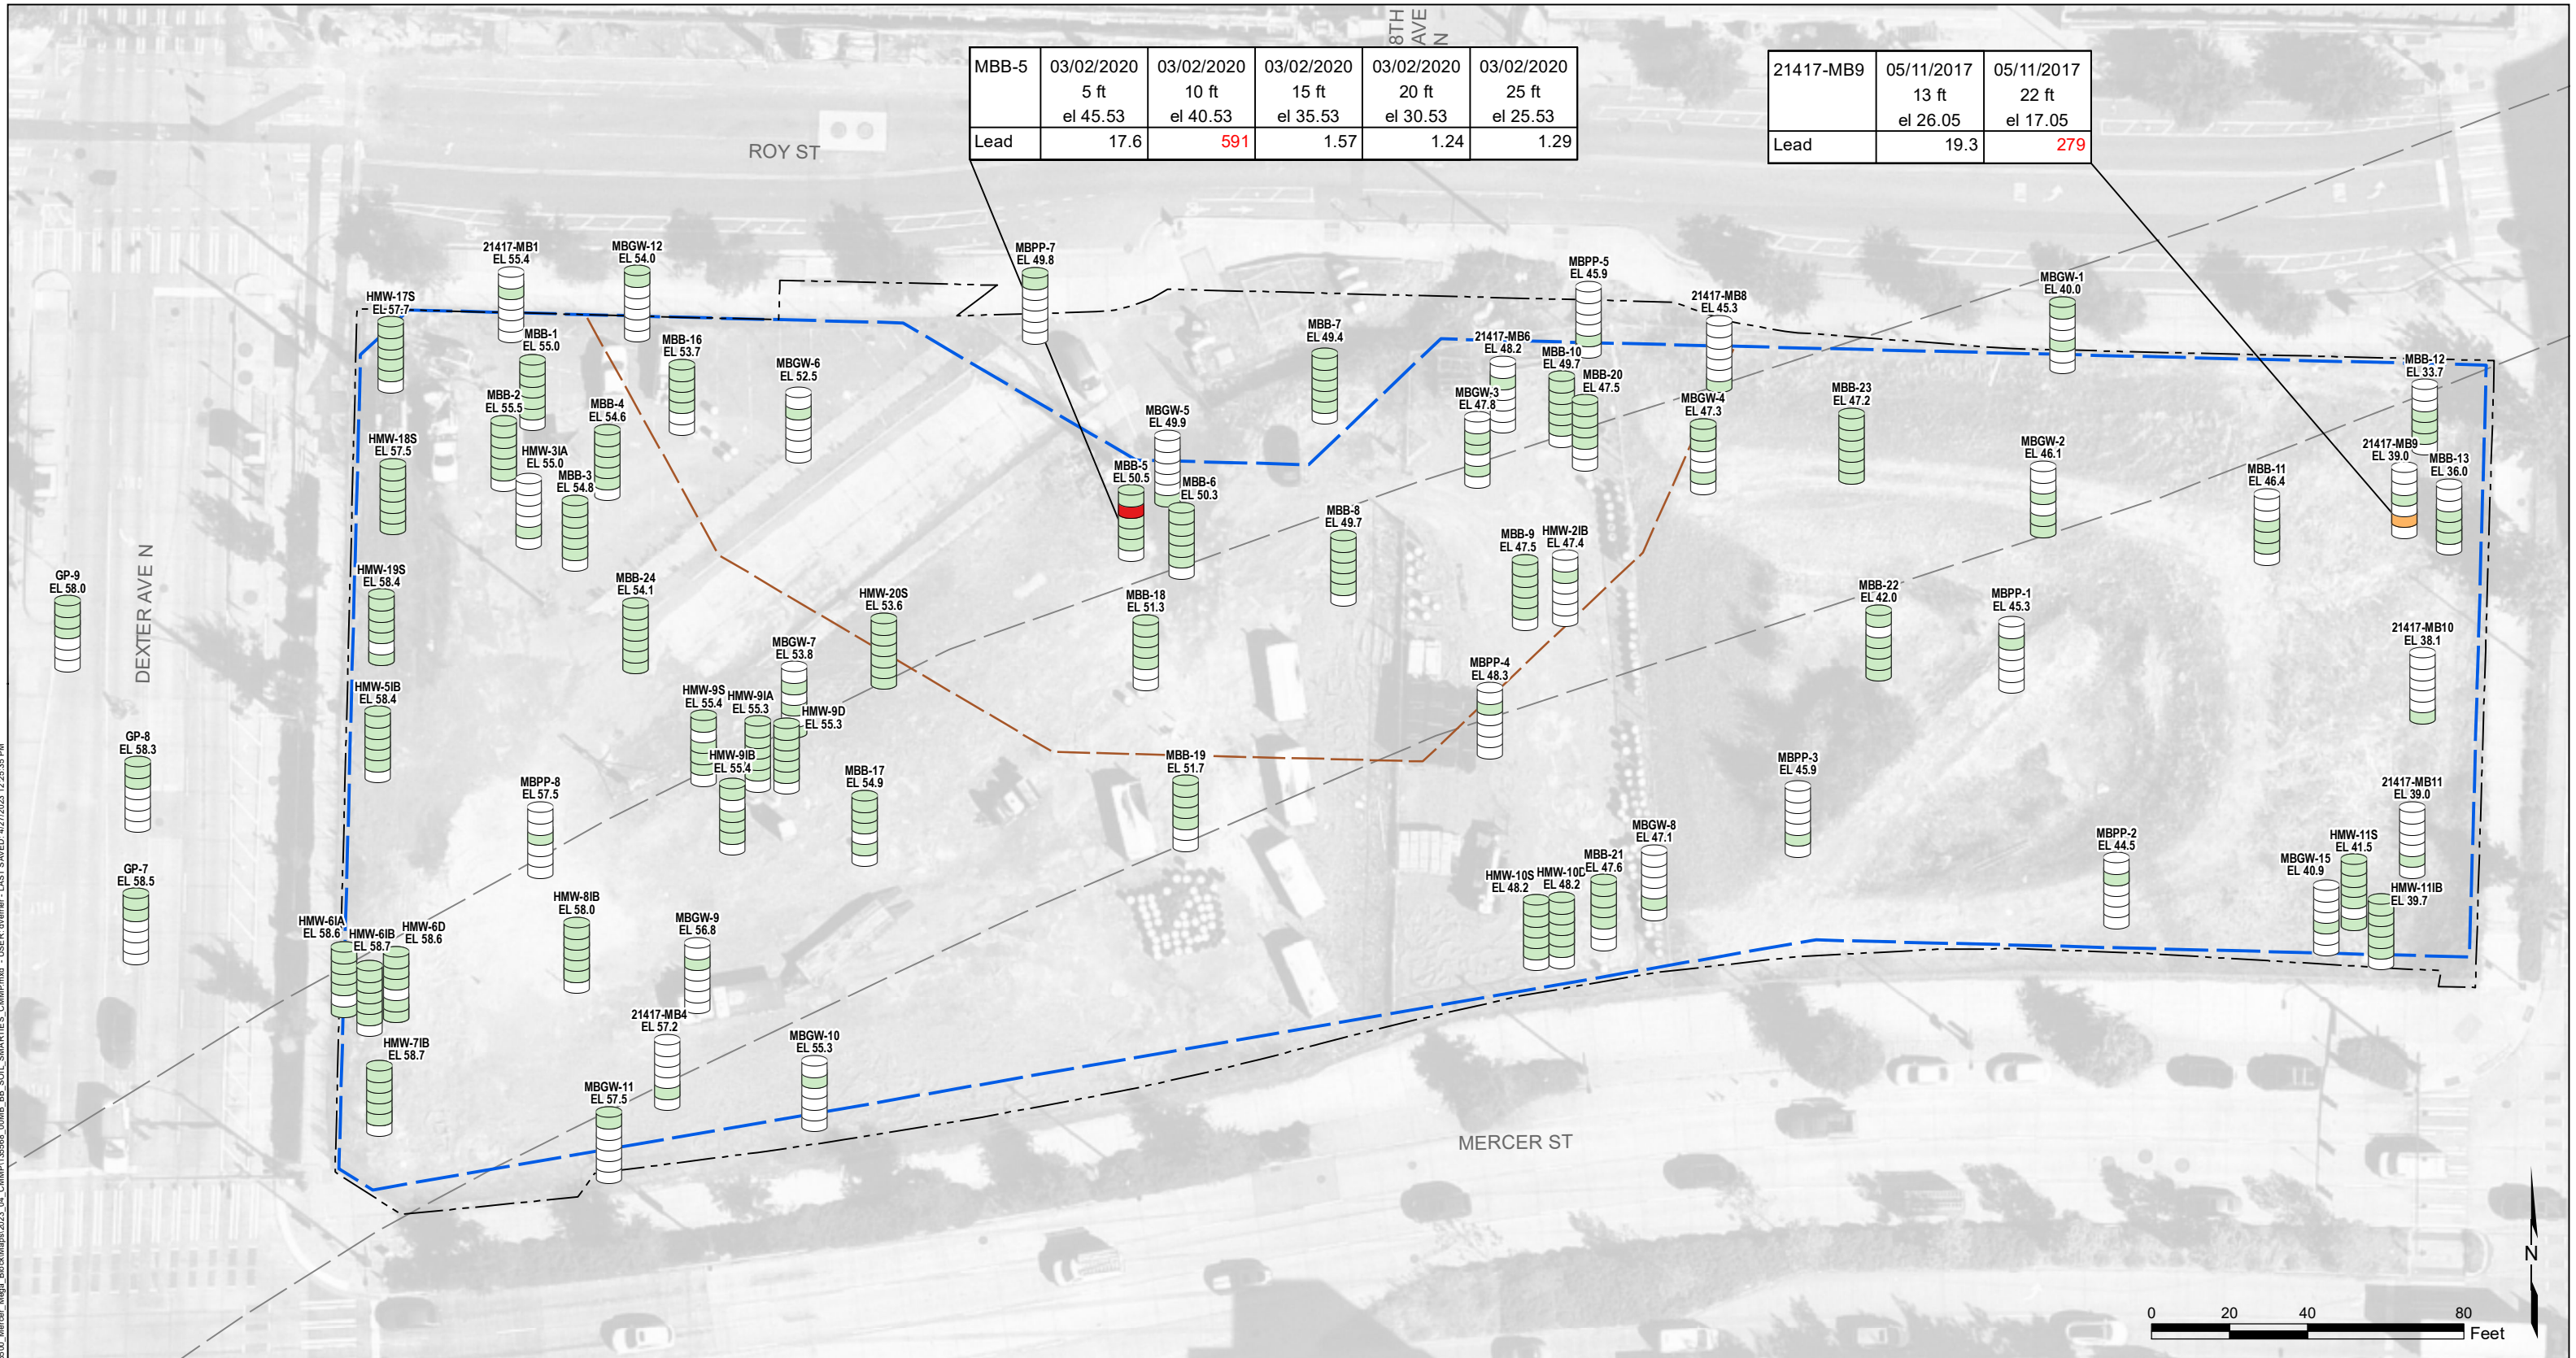 8TH
AVE
N
MBB-5 03/02/2020 03/02/2020 03/02/2020 03/02/2020 03/02/2020
5 ft 10 ft 15 ft 20 ft 25 ft
el 45.53 el 40.53 el 35.53 el 30.53 el 25.53
Lead 17.6 591 1.57 1.24 1.29
21417-MB9 05/11/2017 05/11/2017
13 ft 22 ft
el 26.05 el 17.05
Lead 19.3 279
ROY ST
21417-MB1
EL 55.4
MBGW-12
EL 54.0
MBPP-7
EL 49.8
MBPP-5
EL 45.9
21417-MB8
EL 45.3
MBGW-1
EL 40.0
HMW-17S
EL 57.7
MBB-1
EL 55.0
MBB-16
EL 53.7
MBGW-6
EL 52.5
MBB-7
EL 49.4
21417-MB6
EL 48.2
MBB-10
EL 49.7
MBB-20
EL 47.5
MBB-12
EL 33.7
MBB-2
EL 55.5
MBB-4
EL 54.6
MBGW-5
EL 49.9
MBGW-3
EL 47.8
MBGW-4
EL 47.3
MBB-23
EL 47.2
HMW-18S
EL 57.5
HMW-3IA
EL 55.0
MBB-3
EL 54.8
MBB-5
EL 50.5
MBB-6
EL 50.3
MBGW-2
EL 46.1
MBB-11
EL 46.4
21417-MB9
EL 39.0
MBB-13
EL 36.0
MBB-8
EL 49.7
MBB-9
EL 47.5
HMW-2IB
EL 47.4
GP-9
EL 58.0
DEXTER AVE N
HMW-19S
EL 58.4
MBB-24
EL 54.1
HMW-20S
EL 53.6
MBB-18
EL 51.3
MBB-22
EL 42.0
MBPP-1
EL 45.3
21417-MB10
EL 38.1
MBGW-7
EL 53.8
MBPP-4
EL 48.3
HMW-5IB
EL 58.4
HMW-9S
EL 55.4
HMW-9IA
EL 55.3
HMW-9D
EL 55.3
HMW-9IB
EL 55.4
GP-8
EL 58.3
MBPP-8
EL 57.5
MBB-17
EL 54.9
MBB-19
EL 51.7
MBPP-3
EL 45.9
21417-MB11
EL 39.0
GP-7
EL 58.5
HMW-8IB
EL 58.0
MBGW-9
EL 56.8
HMW-10S
EL 48.2
HMW-10D
EL 48.2
MBB-21
EL 47.6
MBGW-8
EL 47.1
MBPP-2
EL 44.5
MBGW-15
EL 40.9
HMW-11S
EL 41.5
HMW-11IB
EL 39.7
HMW-6IA
EL 58.6
HMW-6IB
EL 58.7
HMW-6D
EL 58.6
HMW-7IB
EL 58.7
21417-MB4
EL 57.2
MBGW-10
EL 55.3
MBGW-11
EL 57.5
MERCER ST
N
0 20 40 80
Feet